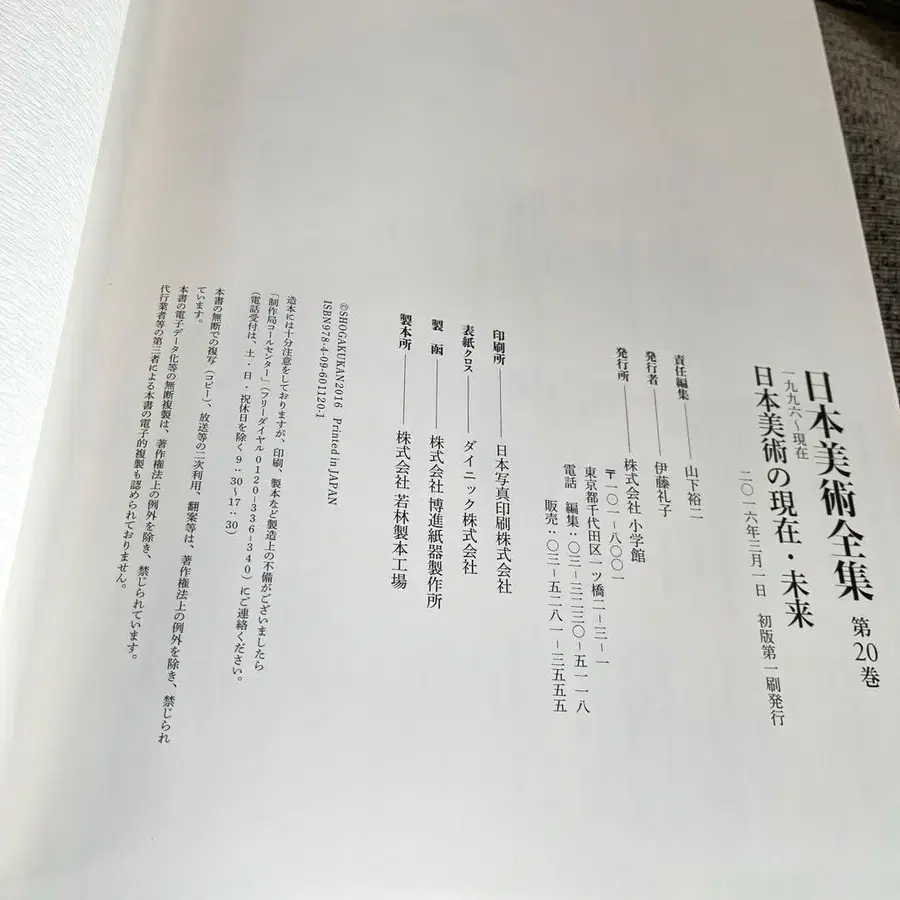 日本美術全集 第20巻
一九九六〜現在
日本美術の現在・未来
二〇一六年三月一日 初版第一刷発行
責任編集――山下裕二
発行者――伊藤礼子
発行所――株式会社 小学館
〒一〇一-八〇〇一
東京都千代田区一ツ橋二-三-一
電話 編集:〇三-三二三〇-五一一八
販売:〇三-五二八一-三五五五
印刷所――日本写真印刷株式会社
表紙クロス――ダイニック株式会社
製 函――株式会社 博進紙器製作所
製本所――株式会社 若林製本工場
©SHOGAKUKAN2016 Printed in JAPAN
ISBN978-4-09-601120-1
造本には十分注意をしておりますが、印刷、製本など製造上の不備がございましたら
「制作局コールセンター」(フリーダイヤル0120-336-340)にご連絡ください。
(電話受付は、土・日・祝休日を除く9:30〜17:30)
本書の無断での複写(コピー)、放送等の二次利用、翻案等は、著作権法上の例外を除き、禁じられ
ています。
本書の電子データ化等の無断複製は、著作権法上の例外を除き、禁じられています。
代行業者等の第三者による本書の電子的複製も認められておりません。